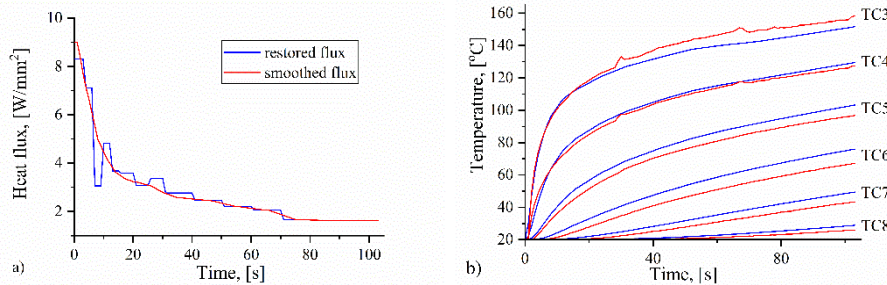 10
8
6
4
2
Heat flux, [W/mm²]
restored flux
smoothed flux
0 20 40 60 80 100
Time, [s]
a)
160
140
120
100
80
60
40
20
Temperature, [°C]
TC3
TC4
TC5
TC6
TC7
TC8
0 40 80
Time, [s]
b)